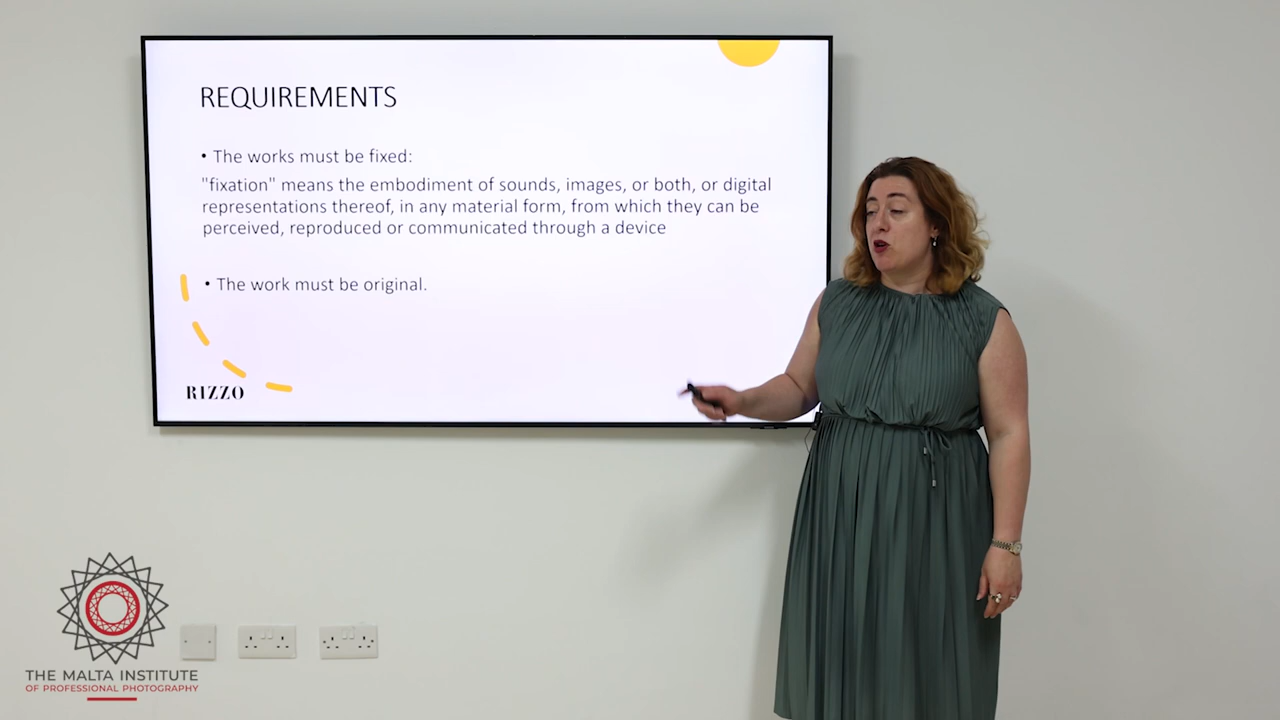 REQUIREMENTS
• The works must be fixed:
"fixation" means the embodiment of sounds, images, or both, or digital
representations thereof, in any material form, from which they can be
perceived, reproduced or communicated through a device
• The work must be original.
RIZZO
THE MALTA INSTITUTE
OF PROFESSIONAL PHOTOGRAPHY